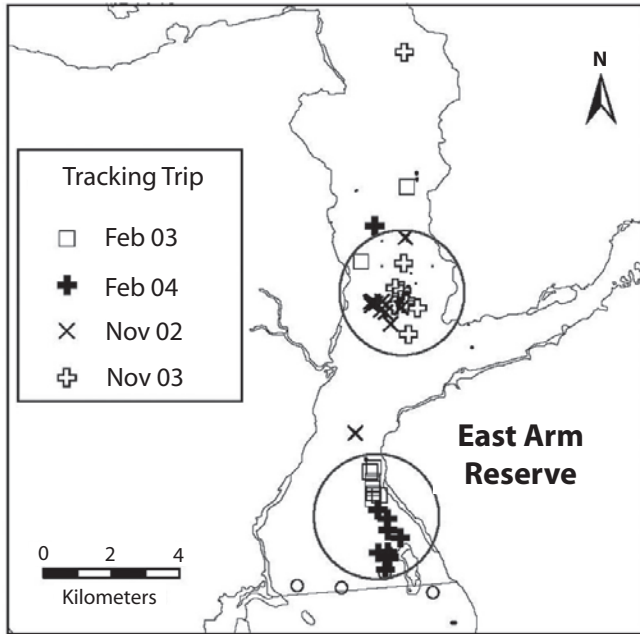 N
Tracking Trip
Feb 03
Feb 04
Nov 02
Nov 03
East Arm
Reserve
0 2 4
Kilometers